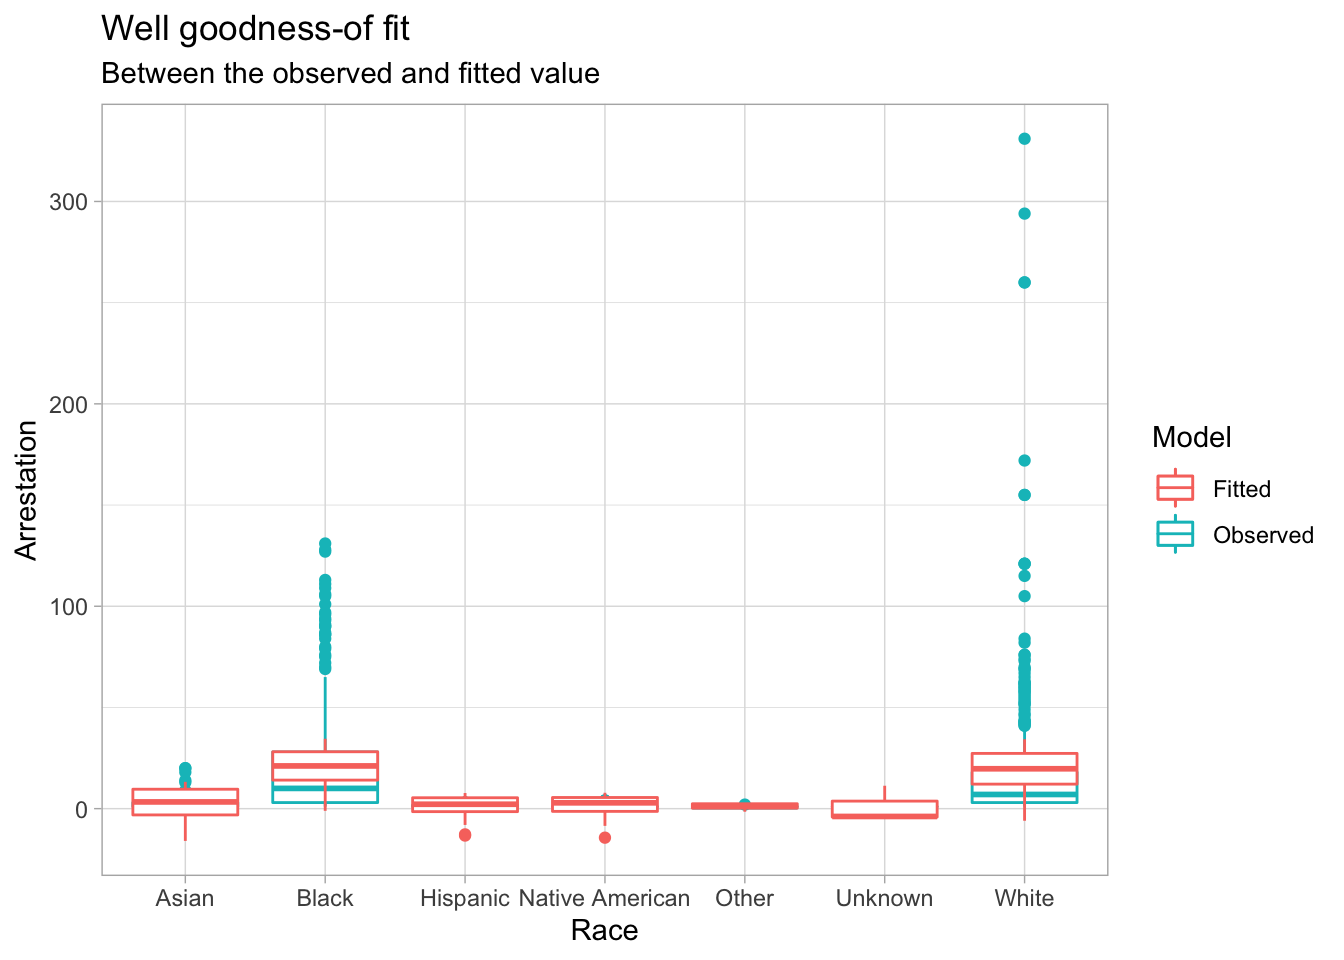 Well goodness-of fit
Between the observed and fitted value
300
200
100
0
Arrestation
Asian
Black
Hispanic
Native American
Other
Unknown
White
Race
Model
Fitted
Observed